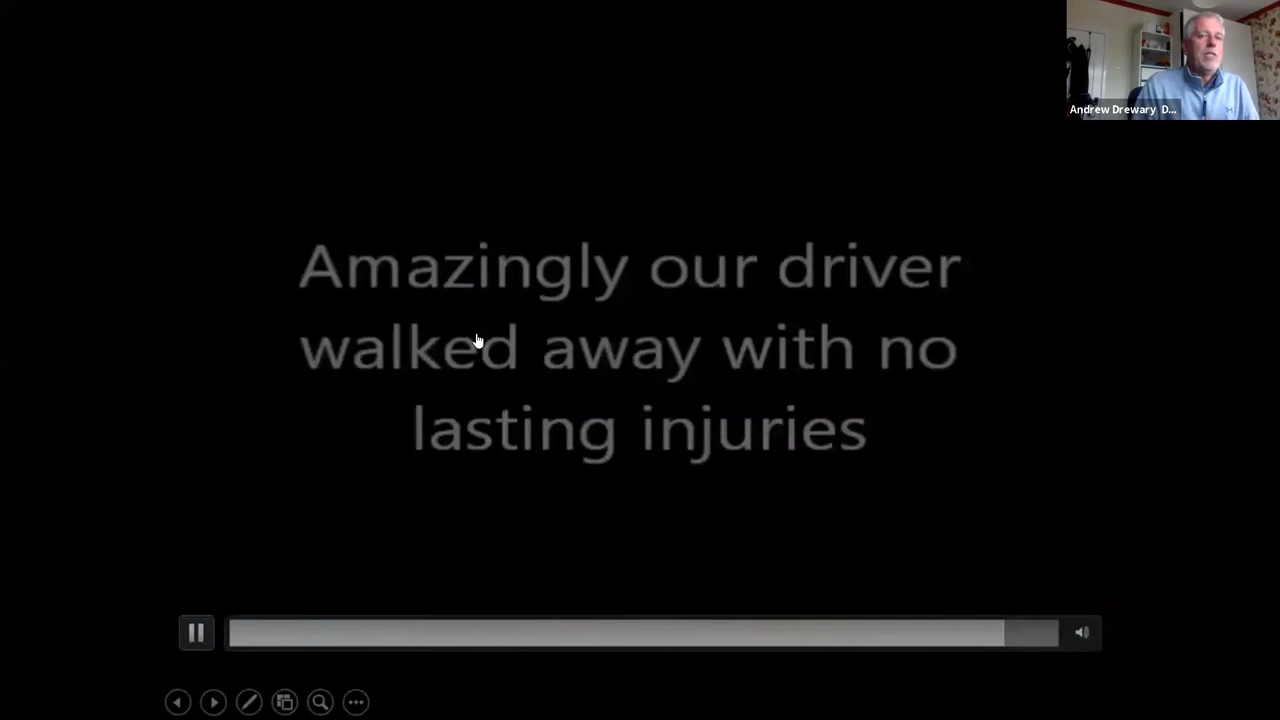 Andrew Drewary D...
Amazingly our driver
walked away with no
lasting injuries